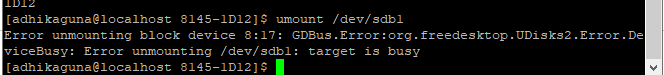 1D12
[adhikaguna@localhost 8145-1D12]$ umount /dev/sdb1
Error unmounting block device 8:17: GDBus.Error:org.freedesktop.UDisks2.Error.De
viceBusy: Error unmounting /dev/sdb1: target is busy
[adhikaguna@localhost 8145-1D12]$